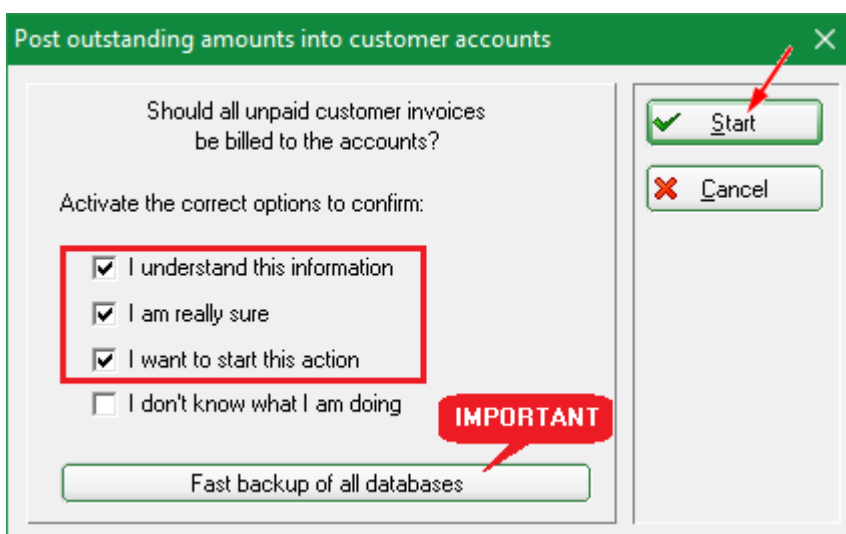 Post outstanding amounts into customer accounts
Should all unpaid customer invoices
be billed to the accounts?
Activate the correct options to confirm:
I understand this information
I am really sure
I want to start this action
I don't know what I am doing
IMPORTANT
Fast backup of all databases
Start
Cancel